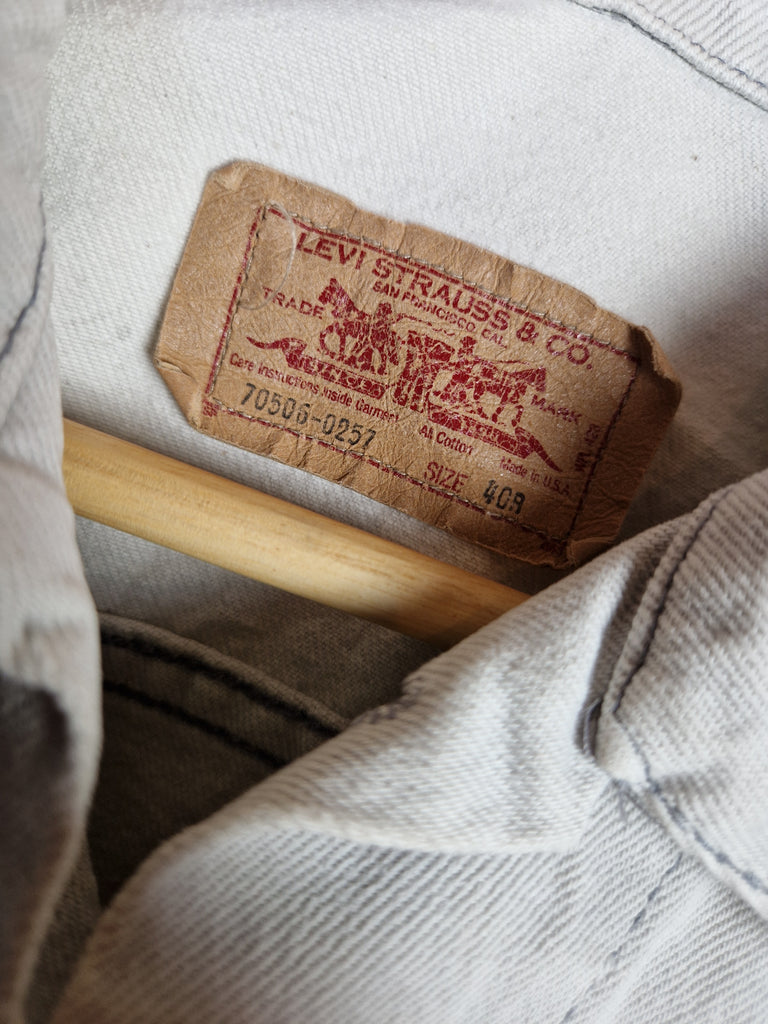 LEVI STRAUSS & CO.
SAN FRANCISCO CAL.
TRADE MARK
Care Instructions Inside Garment
All Cotton
Made in U.S.A.
70506-0257
SIZE 40R